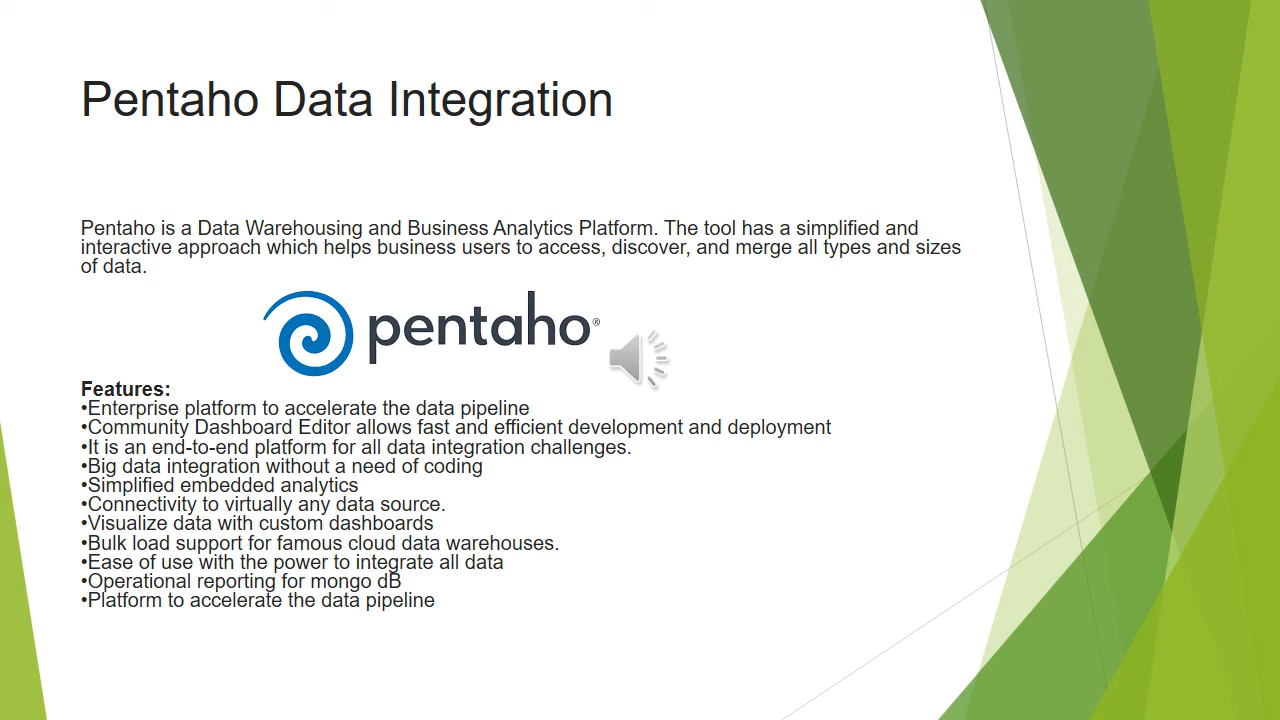 Pentaho Data Integration
Pentaho is a Data Warehousing and Business Analytics Platform. The tool has a simplified and
interactive approach which helps business users to access, discover, and merge all types and sizes
of data.
pentaho®
Features:
•Enterprise platform to accelerate the data pipeline
•Community Dashboard Editor allows fast and efficient development and deployment
•It is an end-to-end platform for all data integration challenges.
•Big data integration without a need of coding
•Simplified embedded analytics
•Connectivity to virtually any data source.
•Visualize data with custom dashboards
•Bulk load support for famous cloud data warehouses.
•Ease of use with the power to integrate all data
•Operational reporting for mongo dB
•Platform to accelerate the data pipeline